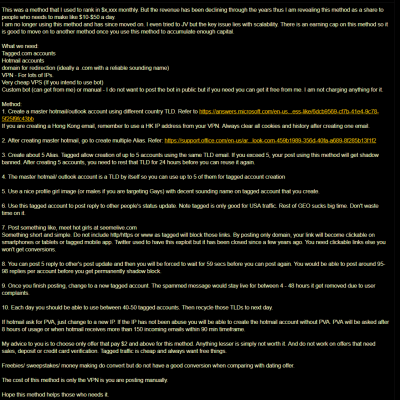 This was a method that I used to rank in $x,xxx monthly. But the revenue has been declining through the years thus I am revealing this method as a share to
people who needs to make like $10-$50 a day.
I am no longer using this method and has since moved on. I even tried to JV but the key issue lies with scalability. There is an earning cap on this method so it
is good to move on to another method once you use this method to accumulate enough capital.
What we need:
Tagged.com accounts
Hotmail accounts
domain for redirection (ideally a .com with a reliable sounding name)
VPN - For lots of IPs
Very cheap VPS (if you intend to use bot)
Custom bot (can get from me) or manual - I do not want to post the bot in public but if you need you can get it free from me. I am not charging anything for it.
Method:
1. Create a master hotmail/outlook account using different country TLD. Refer to
If you are creating a Hong Kong email, remember to use a HK IP address from your VPN. Always clear all cookies and history after creating one email.
2. After creating master hotmail, go to create multiple Alias. Refer:
3. Create about 5 Alias. Tagged allow creation of up to 5 accounts using the same TLD email. If you exceed 5, your post using this method will get shadow
banned. After creating 5 accounts, you need to rest that TLD for 24 hours before you can reuse it again.
4. The master hotmail/ outlook account is a TLD by itself so you can use up to 5 of them for tagged account creation
5. Use a nice profile girl image (or males if you are targeting Gays) with decent sounding name on tagged account that you create.
6. Use this tagged account to post reply to other people's status update. Note tagged is only good for USA traffic. Rest of GEO sucks big time. Don't waste
time on it.
7. Post something like, meet hot girls at seemelive.com
Something short and simple. Do not include http/https or www as tagged will block those links. By posting only domain, your link will become clickable on
smartphones or tablets or tagged mobile app. Twitter used to have this exploit but it has been closed since a few years ago. You need clickable links else you
won't get conversions.
8. You can post 5 reply to other's post update and then you will be forced to wait for 59 secs before you can post again. You would be able to post around 95-
98 replies per account before you get permanently shadow block.
9. Once you finish posting, change to a new tagged account. The spammed message would stay live for between 4 - 48 hours it get removed due to user
complaints.
10. Each day you should be able to use between 40-50 tagged accounts. Then recycle those TLDs to next day.
If hotmail ask for PVA, just change to a new IP. If the IP has not been abuse you will be able to create the hotmail account without PVA. PVA will be asked after
8 hours of usage or when hotmail receives more than 150 incoming emails within 90 min timeframe.
My advice to you is to choose only offer that pay $2 and above for this method. Anything lesser is simply not worth it. And do not work on offers that need
sales, deposit or credit card verification. Tagged traffic is cheap and always want free things.
Freebies/ sweepstakes/ money making do convert but do not have a good conversion when comparing with dating offer.
The cost of this method is only the VPN is you are posting manually.
Hope this method helps those who needs it.